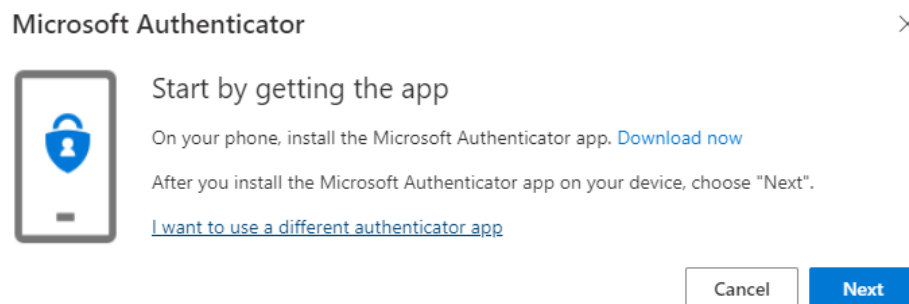 Microsoft Authenticator
Start by getting the app
On your phone, install the Microsoft Authenticator app. Download now
After you install the Microsoft Authenticator app on your device, choose "Next".
I want to use a different authenticator app
Cancel
Next